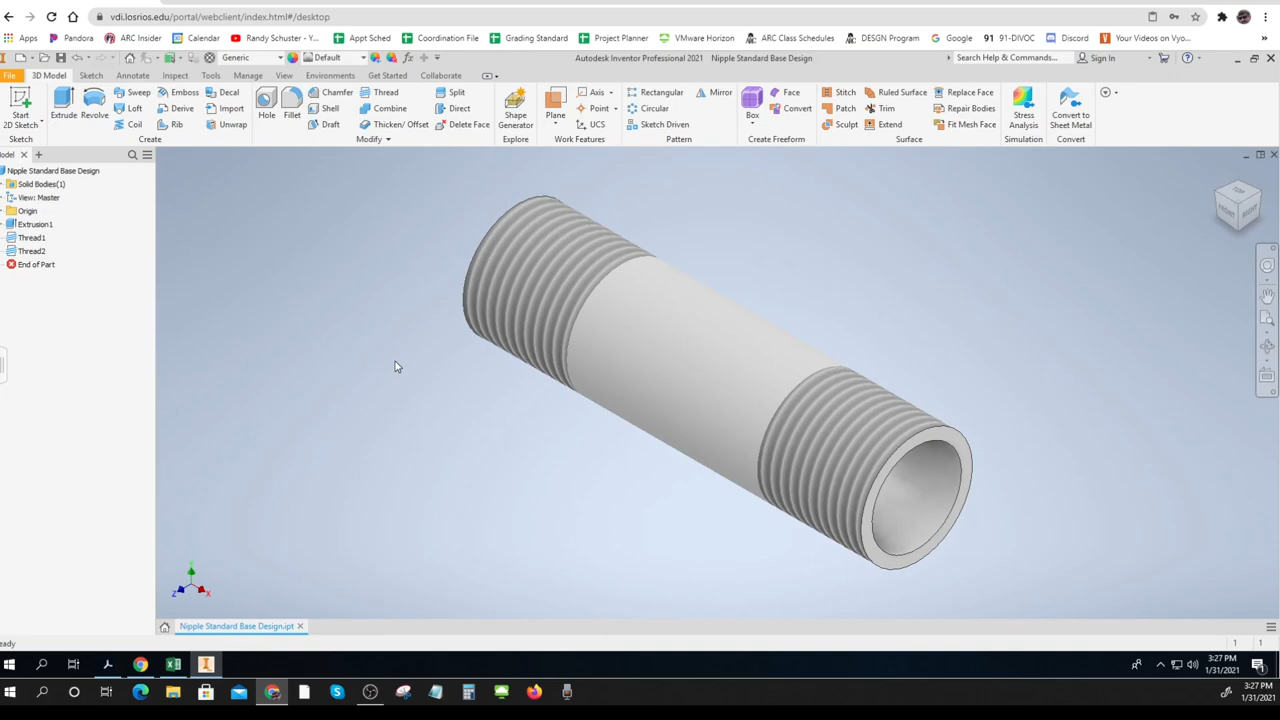 vdi.losrios.edu/portal/webclient/index.html#/desktop
Apps Pandora ARC Insider Calendar Randy Schuster - Y... Appt Sched Coordination File Grading Standard Project Planner VMware Horizon ARC Class Schedules DESGN Program Google 91-DIVOC Discord Your Videos on Vyo... »
Generic Default Autodesk Inventor Professional 2021 Nipple Standard Base Design Search Help & Commands... Sign In
File 3D Model Sketch Annotate Inspect Tools Manage View Environments Get Started Collaborate
Start 2D Sketch Extrude Revolve Sweep Emboss Decal Hole Fillet Chamfer Thread Split Shape Generator Plane Axis Rectangular Mirror Box Face Stitch Ruled Surface Replace Face Stress Analysis Convert to Sheet Metal
Loft Derive Import Shell Combine Direct Point Circular Convert Patch Trim Repair Bodies
Coil Rib Unwrap Draft Thicken/ Offset Delete Face UCS Sketch Driven Sculpt Extend Fit Mesh Face
Sketch Create Modify Explore Work Features Pattern Create Freeform Surface Simulation Convert
odel × +
Nipple Standard Base Design
Solid Bodies(1)
View: Master
Origin
Extrusion1
Thread1
Thread2
End of Part
TOP
FRONT RIGHT
Y
Z X
Nipple Standard Base Design.ipt
eady 1 1
3:27 PM
1/31/2021
3:27 PM
1/31/2021